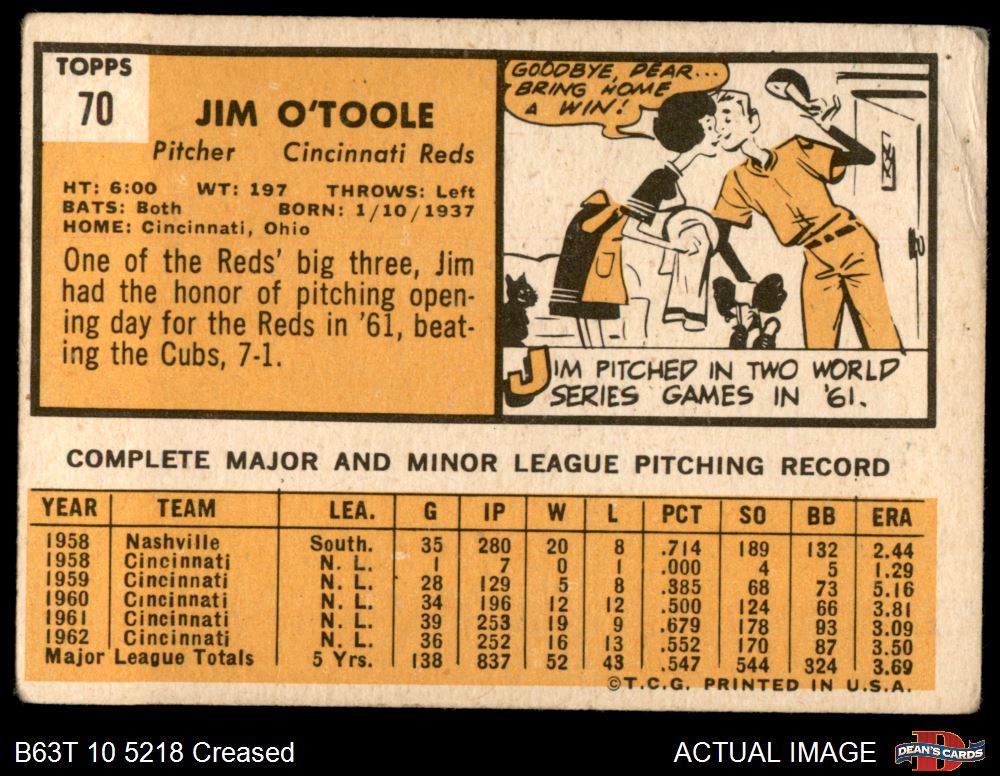 TOPPS
70
JIM O'TOOLE
Pitcher Cincinnati Reds
HT: 6:00 WT: 197 THROWS: Left
BATS: Both BORN: 1/10/1937
HOME: Cincinnati, Ohio
One of the Reds' big three, Jim
had the honor of pitching open-
ing day for the Reds in '61, beat-
ing the Cubs, 7-1.
GOODBYE, DEAR...
BRING HOME
A WIN!
JIM PITCHED IN TWO WORLD
SERIES GAMES IN '61.
COMPLETE MAJOR AND MINOR LEAGUE PITCHING RECORD
YEAR TEAM LEA. G IP W L PCT SO BB ERA
1958 Nashville South. 35 280 20 8 .714 189 132 2.44
1958 Cincinnati N. L. 1 7 0 1 .000 4 5 1.29
1959 Cincinnati N. L. 28 129 5 8 .385 68 73 5.16
1960 Cincinnati N. L. 34 196 12 12 .500 124 66 3.81
1961 Cincinnati N. L. 39 253 19 9 .679 178 93 3.09
1962 Cincinnati N. L. 36 252 16 13 .552 170 87 3.50
Major League Totals 5 Yrs. 138 837 52 43 .547 544 324 3.69
©T.C.G. PRINTED IN U.S.A.
B63T 10 5218 Creased
ACTUAL IMAGE
DEAN'S CARDS